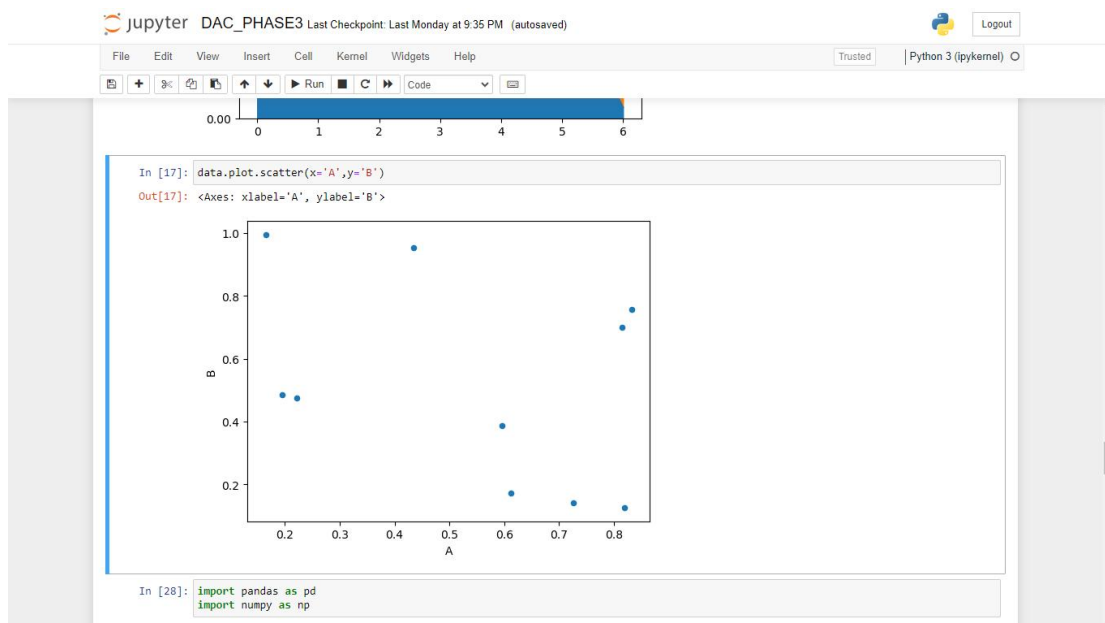 jupyter DAC_PHASE3 Last Checkpoint: Last Monday at 9:35 PM (autosaved)
Logout
File Edit View Insert Cell Kernel Widgets Help
Trusted
Python 3 (ipykernel)
Run
Code
0.00
0 1 2 3 4 5 6
In [17]: data.plot.scatter(x='A',y='B')
Out[17]: <Axes: xlabel='A', ylabel='B'>
1.0
0.8
0.6
B
0.4
0.2
0.2 0.3 0.4 0.5 0.6 0.7 0.8
A
In [28]: import pandas as pd
import numpy as np